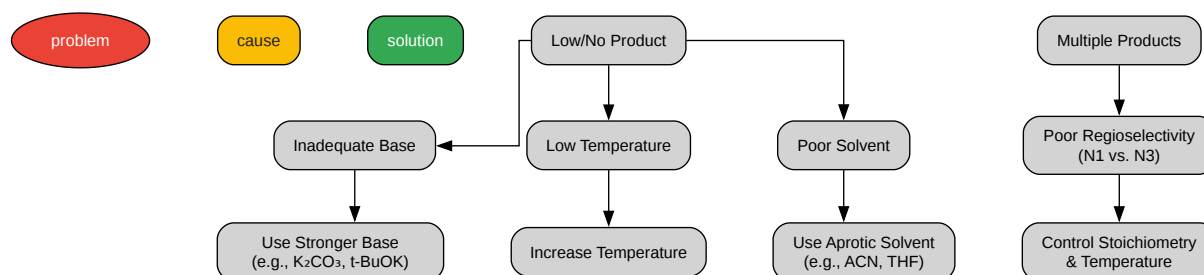 problem
cause
solution
Low/No Product
Multiple Products
Inadequate Base
Low Temperature
Poor Solvent
Poor Regioselectivity
(N1 vs. N3)
Use Stronger Base
(e.g., K₂CO₃, t-BuOK)
Increase Temperature
Use Aprotic Solvent
(e.g., ACN, THF)
Control Stoichiometry
& Temperature